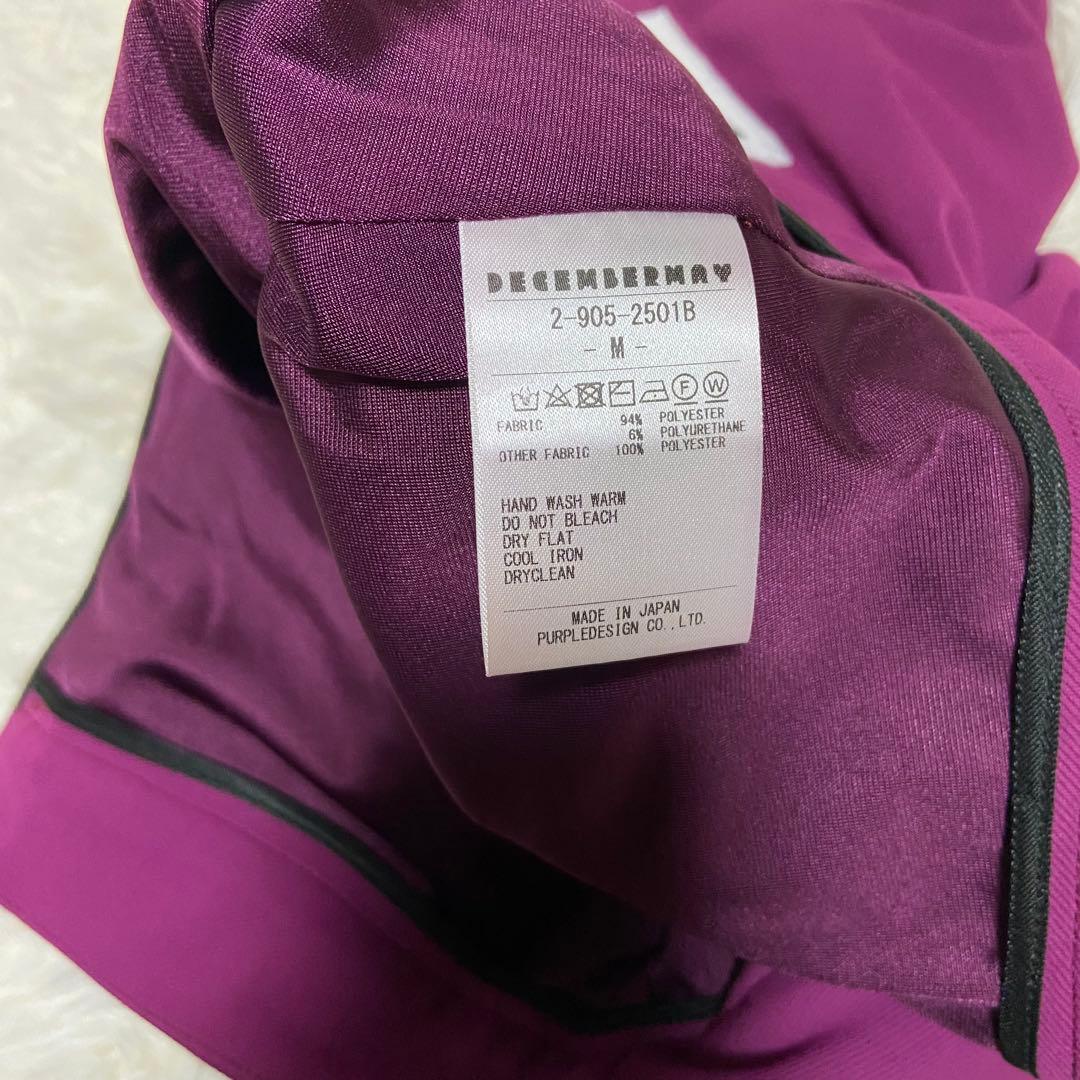 DECEMBERMAY
2-905-2501B
- M -
F W
FABRIC 94% POLYESTER
6% POLYURETHANE
OTHER FABRIC 100% POLYESTER
HAND WASH WARM
DO NOT BLEACH
DRY FLAT
COOL IRON
DRYCLEAN
MADE IN JAPAN
PURPLEDESIGN CO.,LTD.